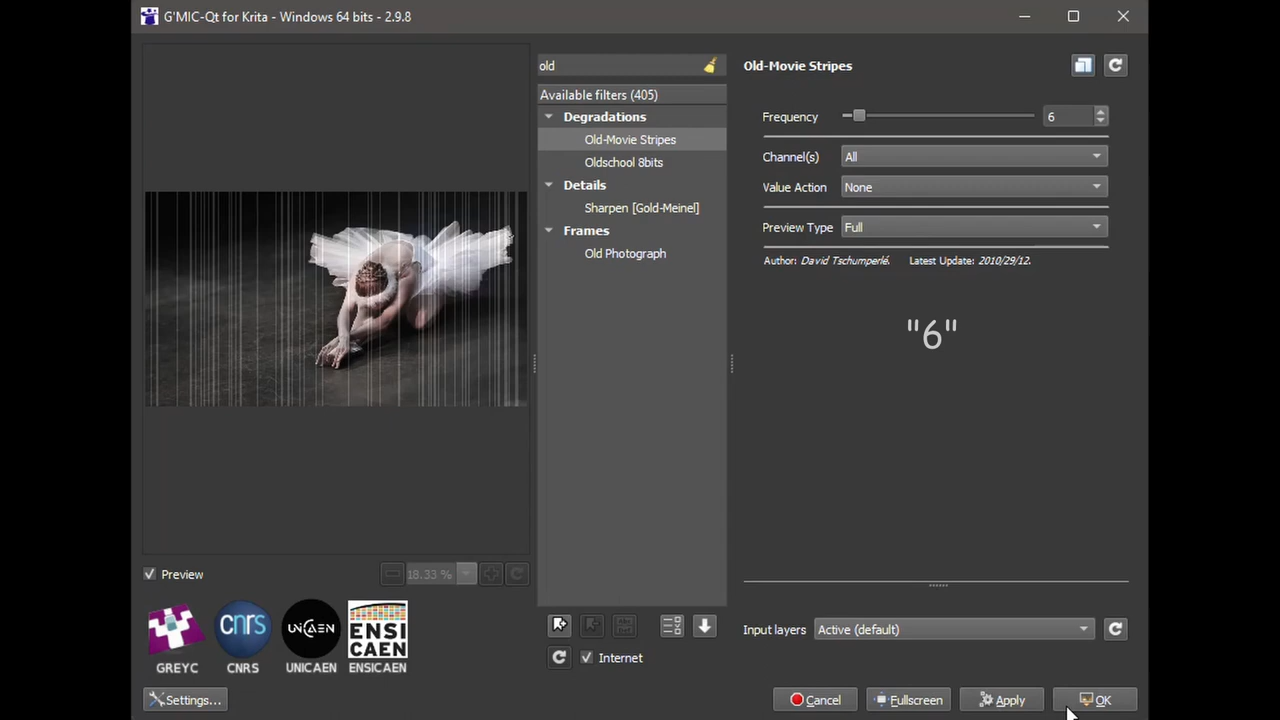 G'MIC-Qt for Krita - Windows 64 bits - 2.9.8
old
Available filters (405)
Degradations
Old-Movie Stripes
Oldschool 8bits
Details
Sharpen [Gold-Meinel]
Frames
Old Photograph
Old-Movie Stripes
Frequency 6
Channel(s) All
Value Action None
Preview Type Full
Author: David Tschumperlé. Latest Update: 2010/29/12.
"6"
Preview 18.33 %
cnrs
UNICAEN
ENSI
CAEN
GREYC CNRS UNICAEN ENSICAEN
Internet
Input layers Active (default)
Settings... Cancel Fullscreen Apply OK